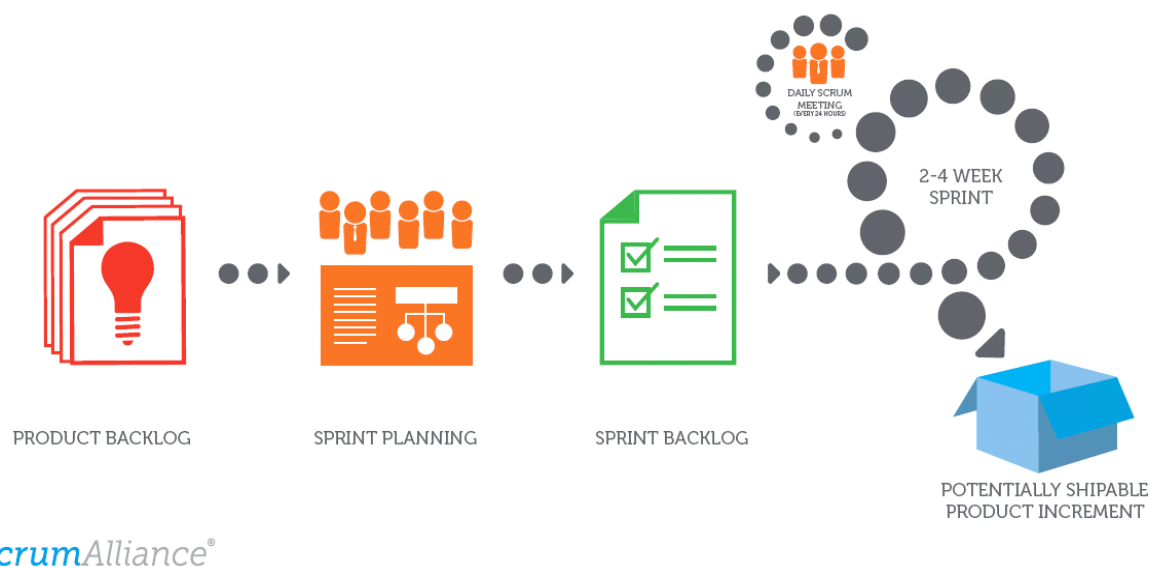 DAILY SCRUM
MEETING
(EVERY 24 HOURS)
2-4 WEEK
SPRINT
PRODUCT BACKLOG
SPRINT PLANNING
SPRINT BACKLOG
POTENTIALLY SHIPABLE
PRODUCT INCREMENT
crumAlliance®